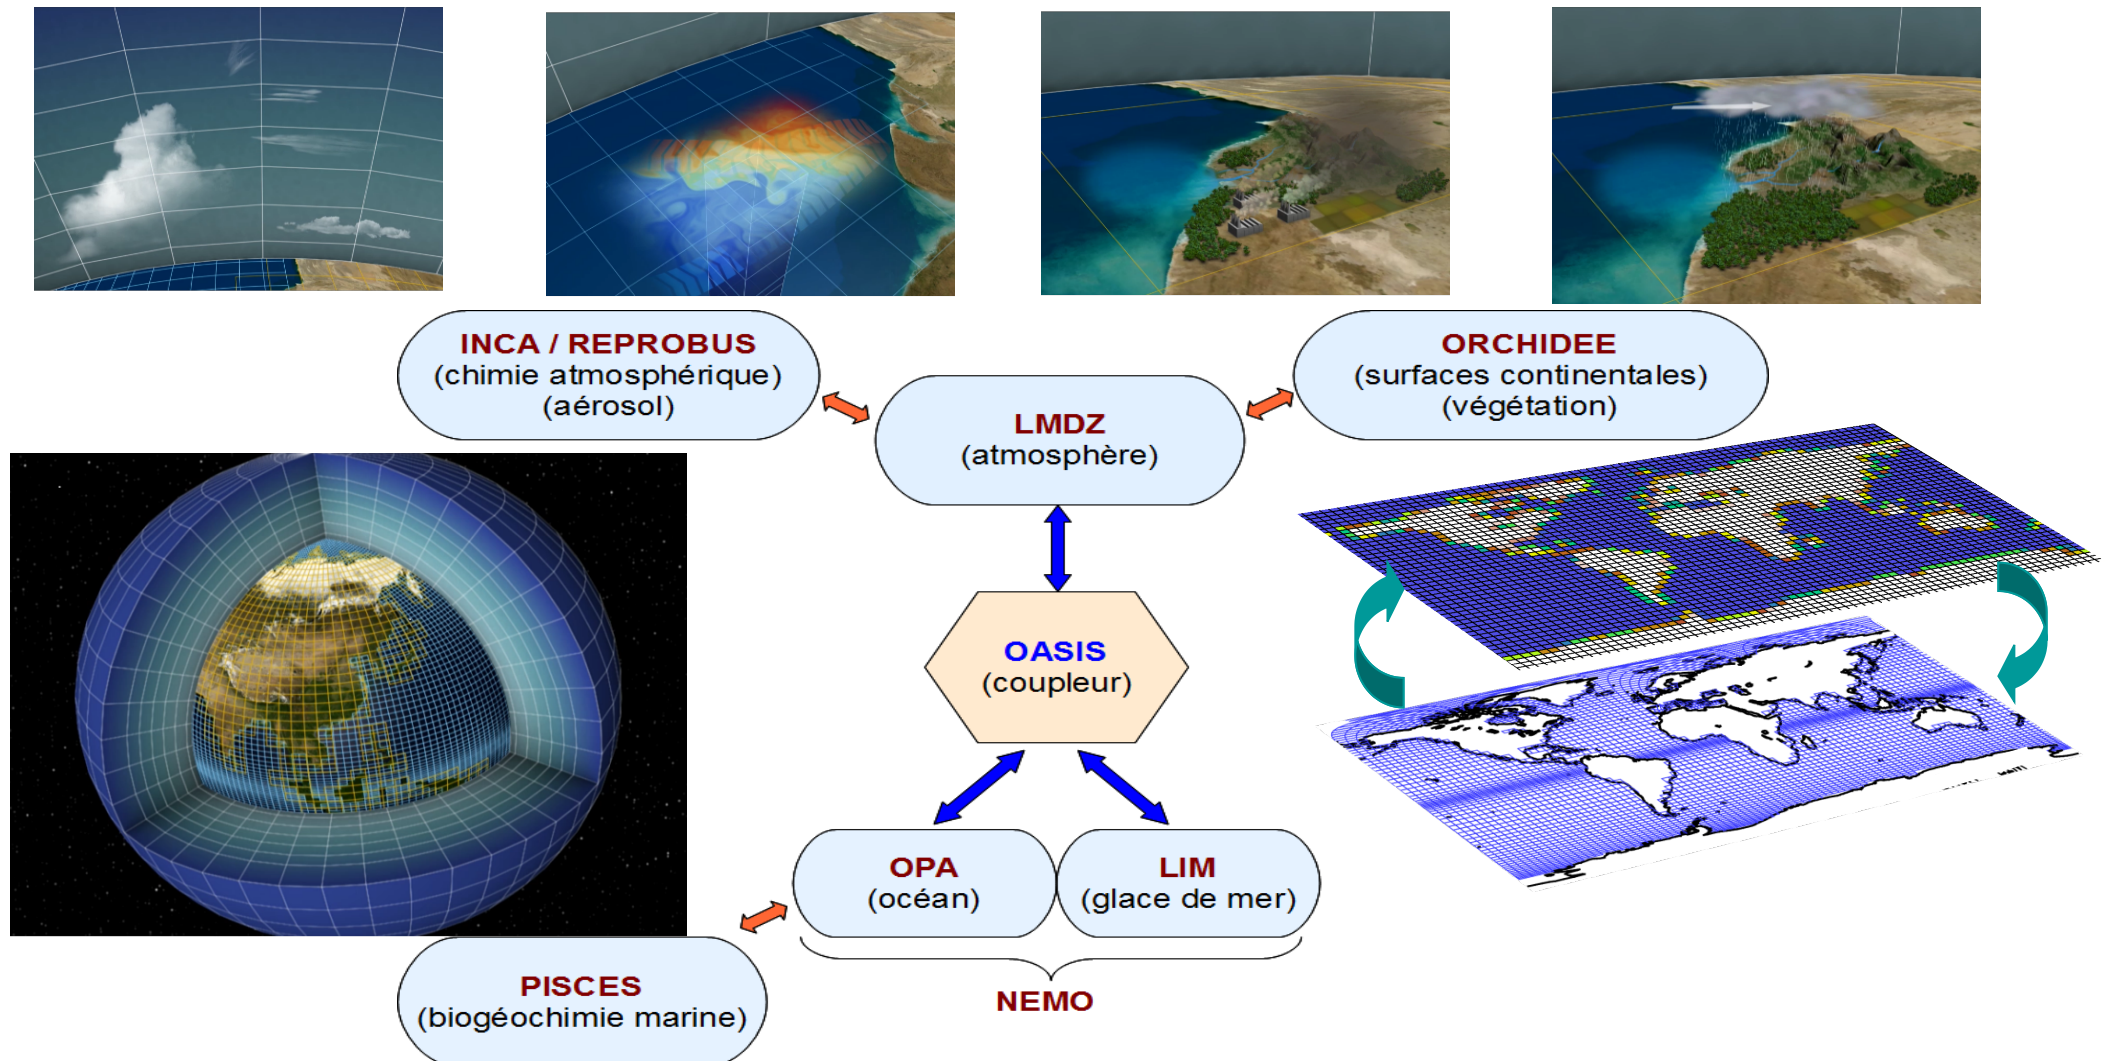 INCA / REPROBUS
(chimie atmosphérique)
(aérosol)
ORCHIDEE
(surfaces continentales)
(végétation)
LMDZ
(atmosphère)
OASIS
(coupleur)
OPA
(océan)
LIM
(glace de mer)
NEMO
PISCES
(biogéochimie marine)